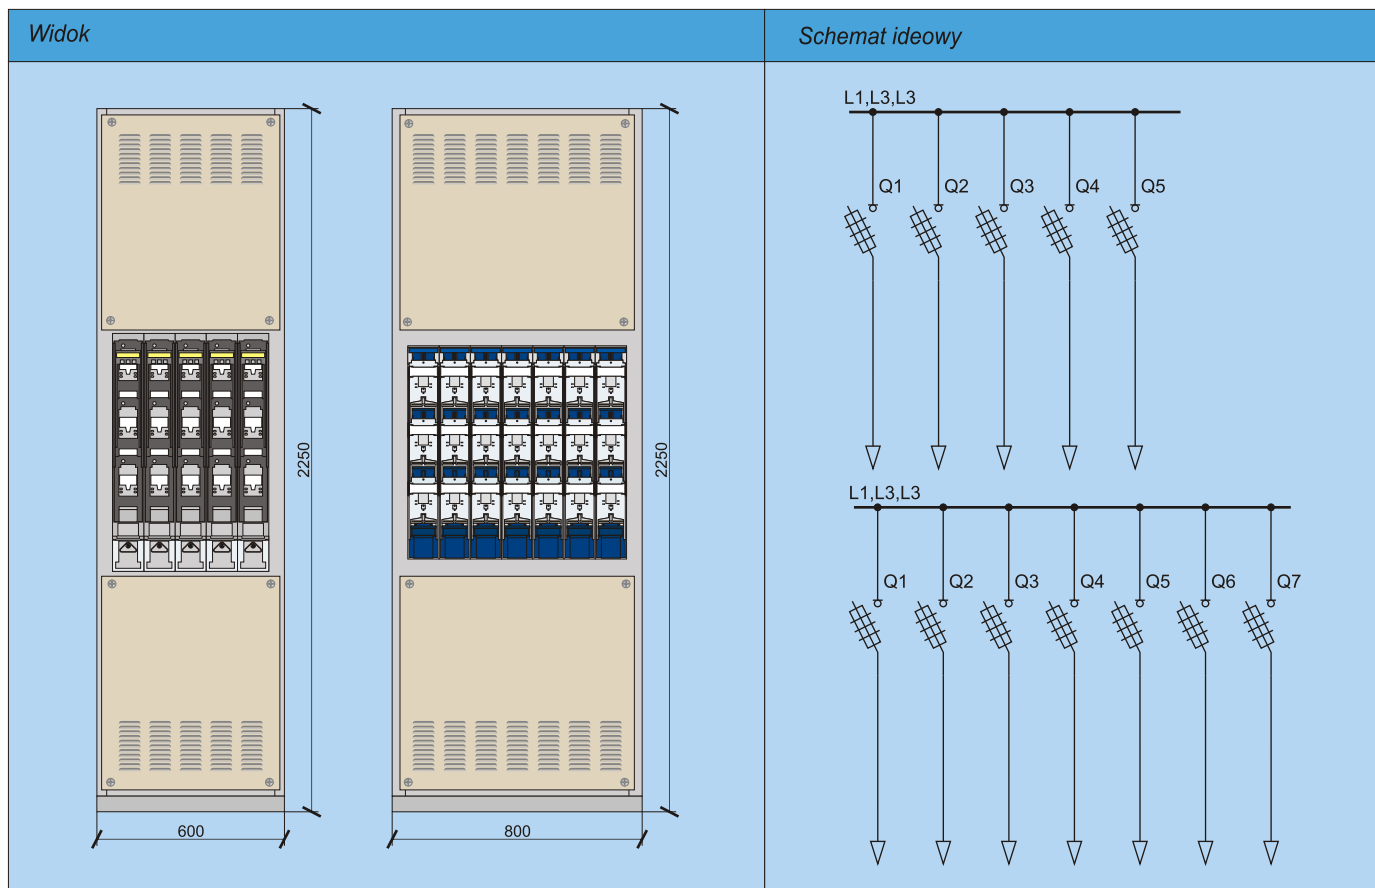 Widok
Schemat ideowy
2250
600
2250
800
L1,L3,L3
Q1 Q2 Q3 Q4 Q5
L1,L3,L3
Q1 Q2 Q3 Q4 Q5 Q6 Q7